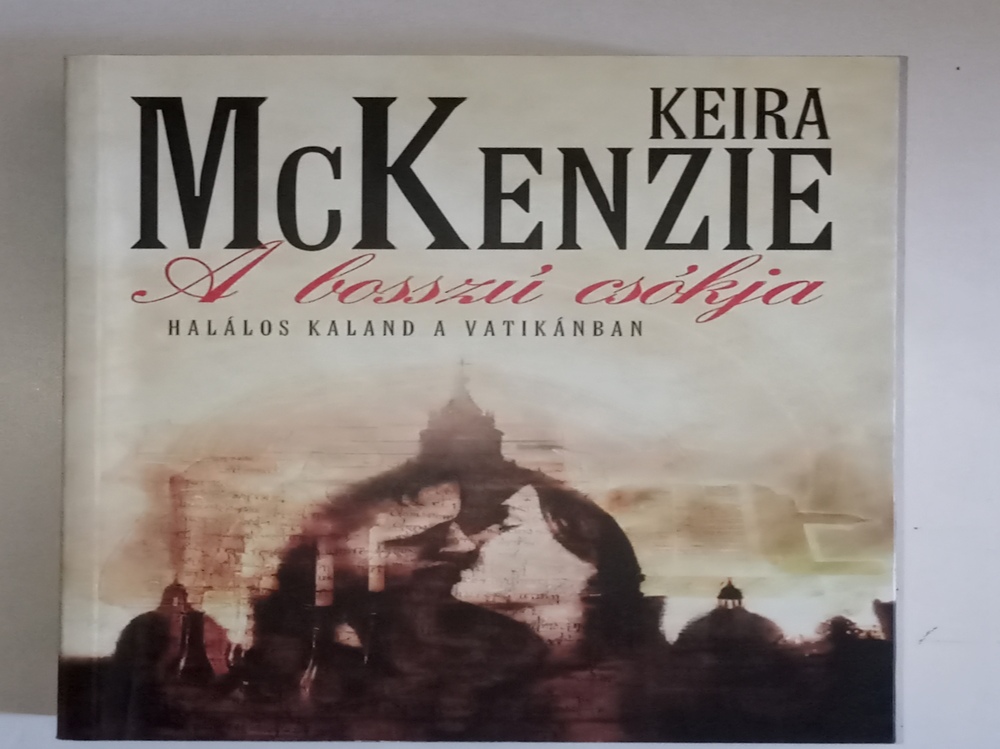 KEIRA
McKENZIE
A bosszú csókja
HALÁLOS KALAND A VATIKÁNBAN